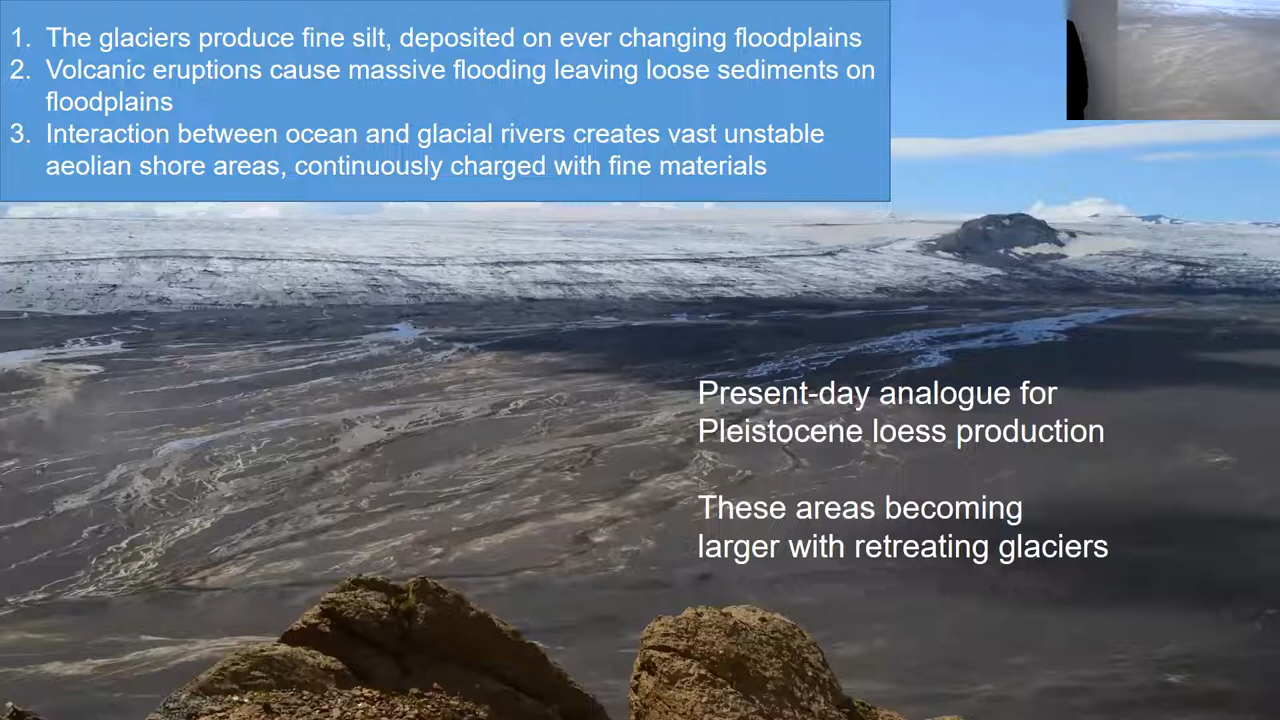 1. The glaciers produce fine silt, deposited on ever changing floodplains
2. Volcanic eruptions cause massive flooding leaving loose sediments on
floodplains
3. Interaction between ocean and glacial rivers creates vast unstable
aeolian shore areas, continuously charged with fine materials
Present-day analogue for
Pleistocene loess production
These areas becoming
larger with retreating glaciers